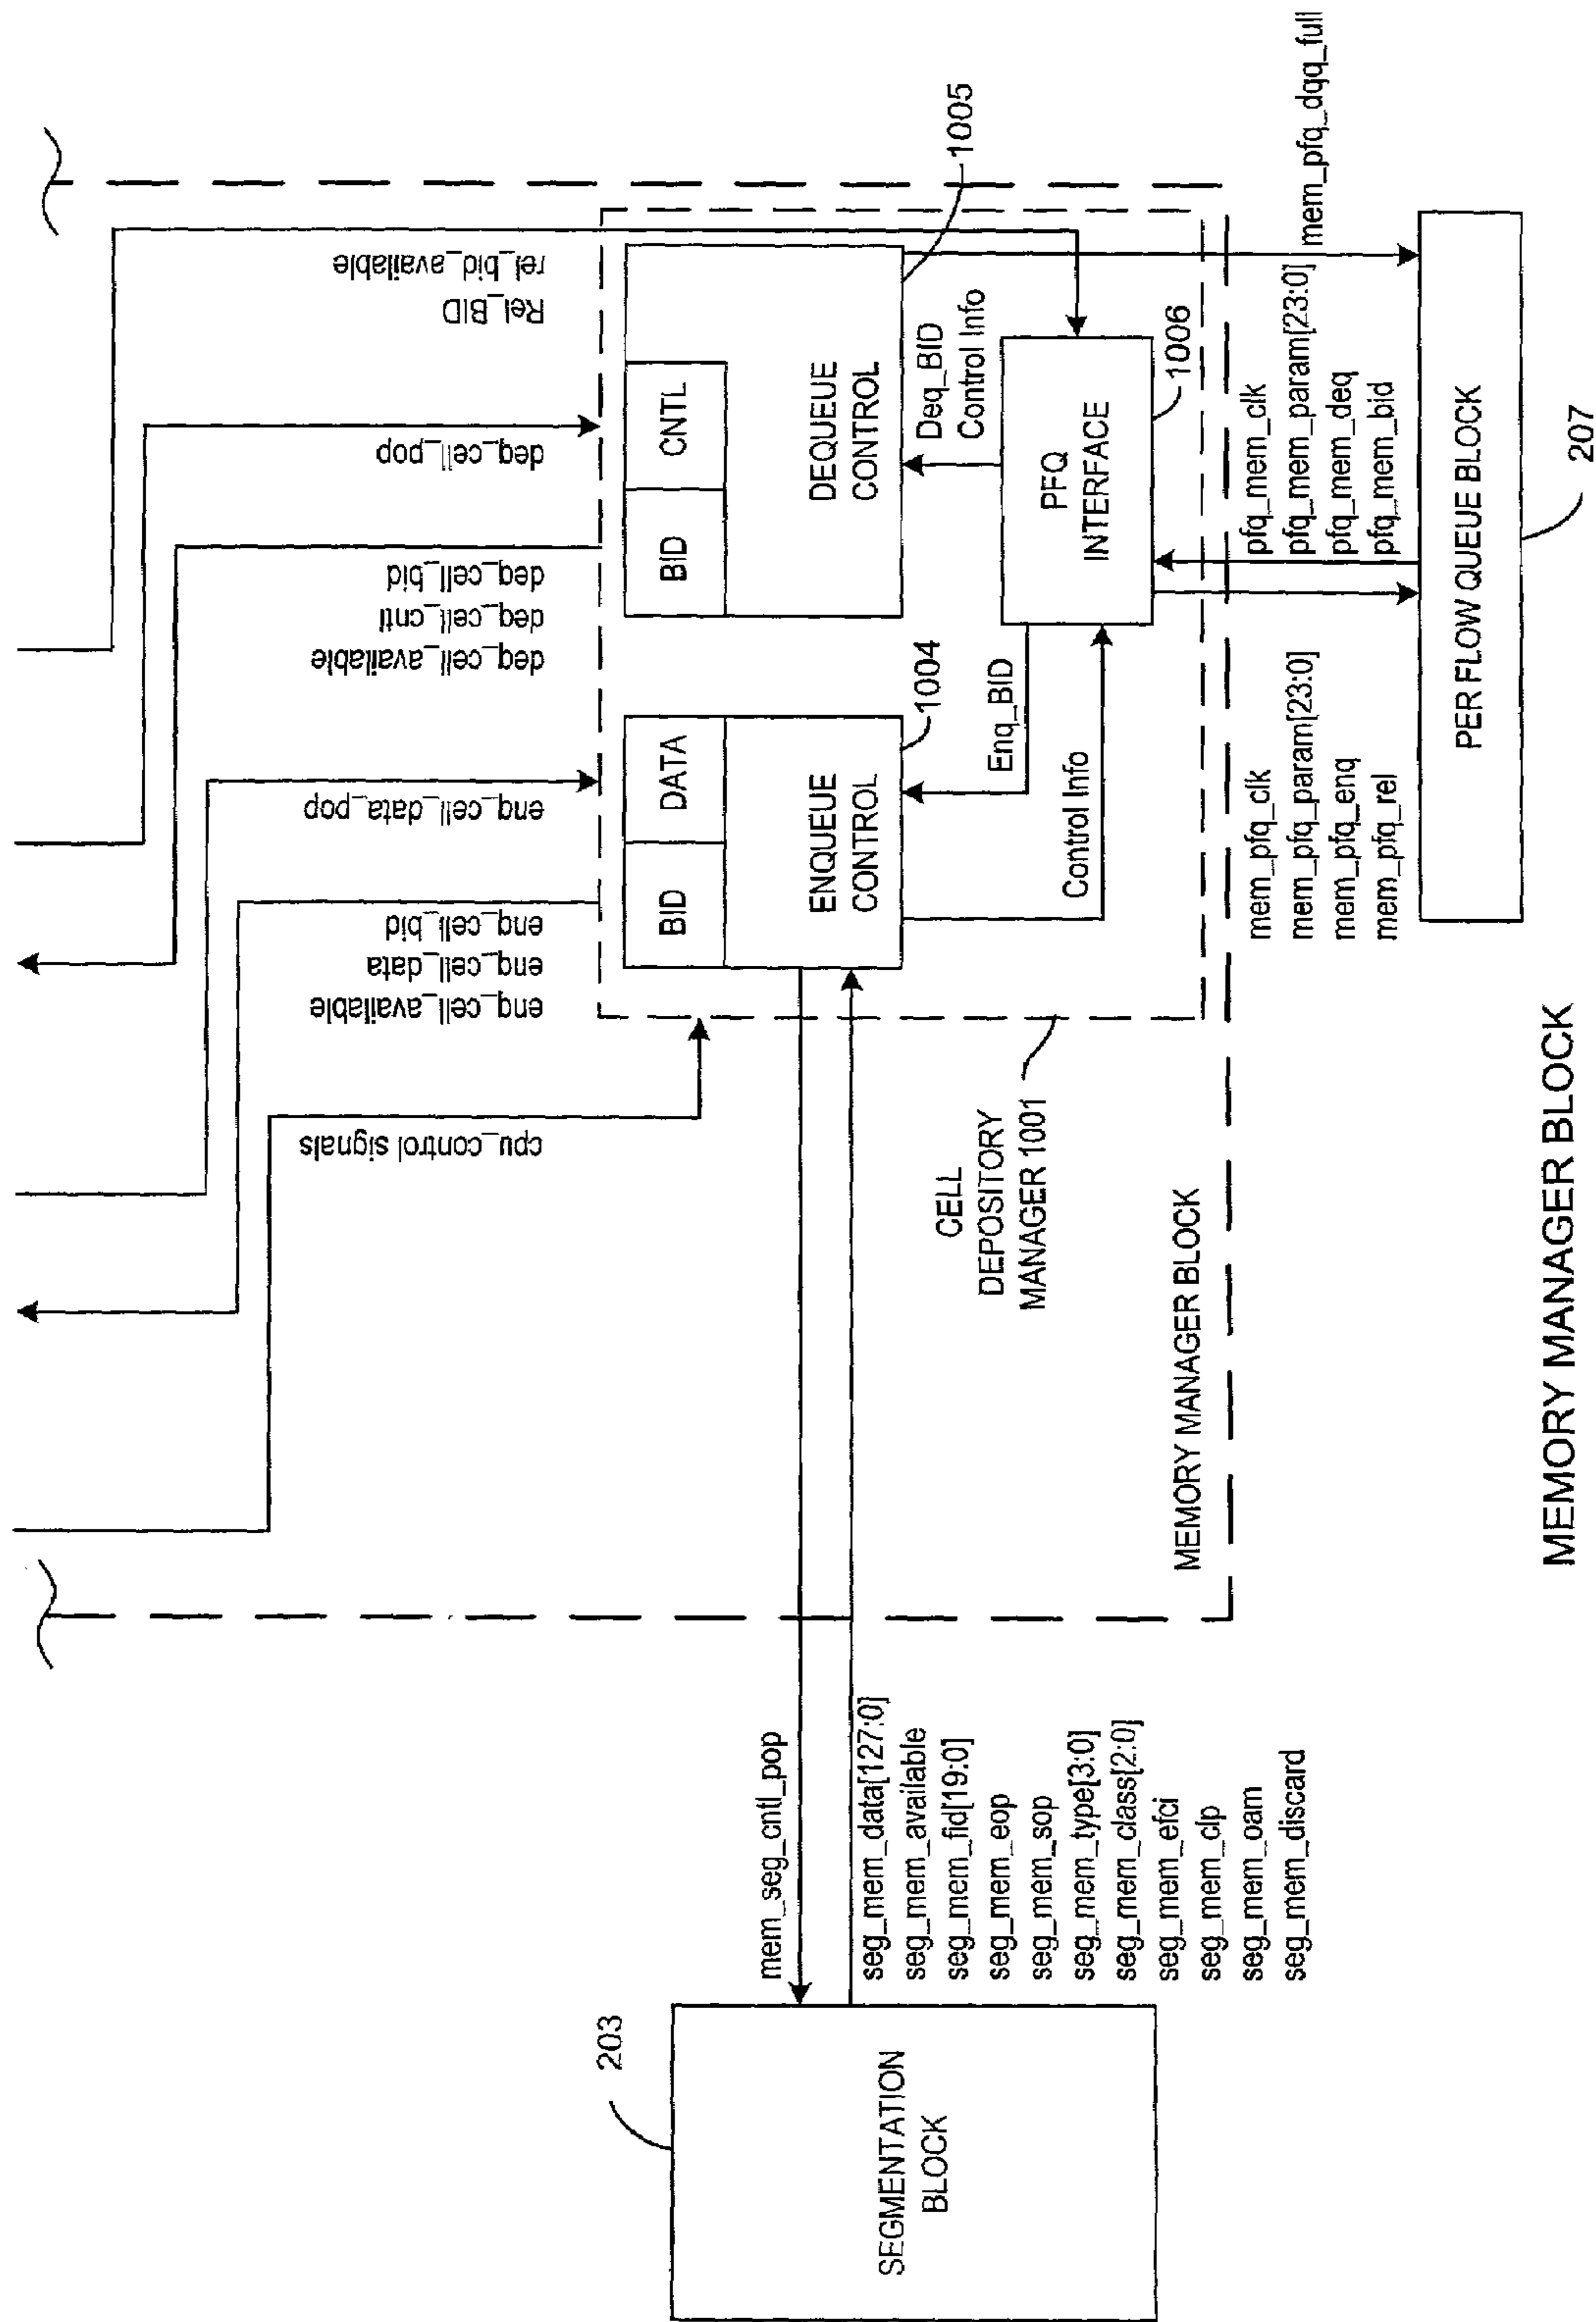 rel_bid_available
Rel_BID
deq_cell_pop
deq_cell_bid
deq_cell_cntl
deq_cell_available
enq_cell_data_pop
enq_cell_bid
enq_cell_data
enq_cell_available
cpu_control signals
203
SEGMENTATION
BLOCK
mem_seg_cntl_pop
seg_mem_data[127:0]
seg_mem_available
seg_mem_fid[19:0]
seg_mem_eop
seg_mem_sop
seg_mem_type[3:0]
seg_mem_class[2:0]
seg_mem_efci
seg_mem_clp
seg_mem_oam
seg_mem_discard
BID
DATA
ENQUEUE
CONTROL
1004
BID
CNTL
DEQUEUE
CONTROL
1005
Enq_BID
Control Info
Deq_BID
Control Info
PFQ
INTERFACE
1006
CELL
DEPOSITORY
MANAGER 1001
MEMORY MANAGER BLOCK
mem_pfq_clk
mem_pfq_param[23:0]
mem_pfq_enq
mem_pfq_rel
pfq_mem_clk
pfq_mem_param[23:0]
pfq_mem_deq
pfq_mem_bid
mem_pfq_dqq_full
PER FLOW QUEUE BLOCK
207
MEMORY MANAGER BLOCK